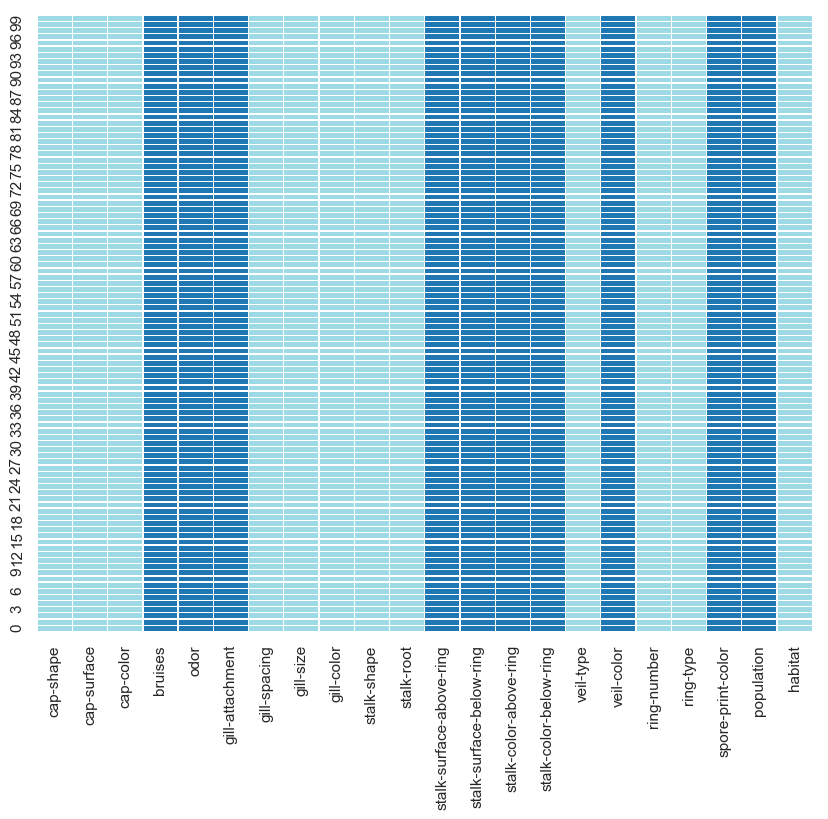 99
96
93
90
87
84
81
78
75
72
69
66
63
60
57
54
51
48
45
42
39
36
33
30
27
24
21
18
15
12
9
6
3
0
cap-shape
cap-surface
cap-color
bruises
odor
gill-attachment
gill-spacing
gill-size
gill-color
stalk-shape
stalk-root
stalk-surface-above-ring
stalk-surface-below-ring
stalk-color-above-ring
stalk-color-below-ring
veil-type
veil-color
ring-number
ring-type
spore-print-color
population
habitat